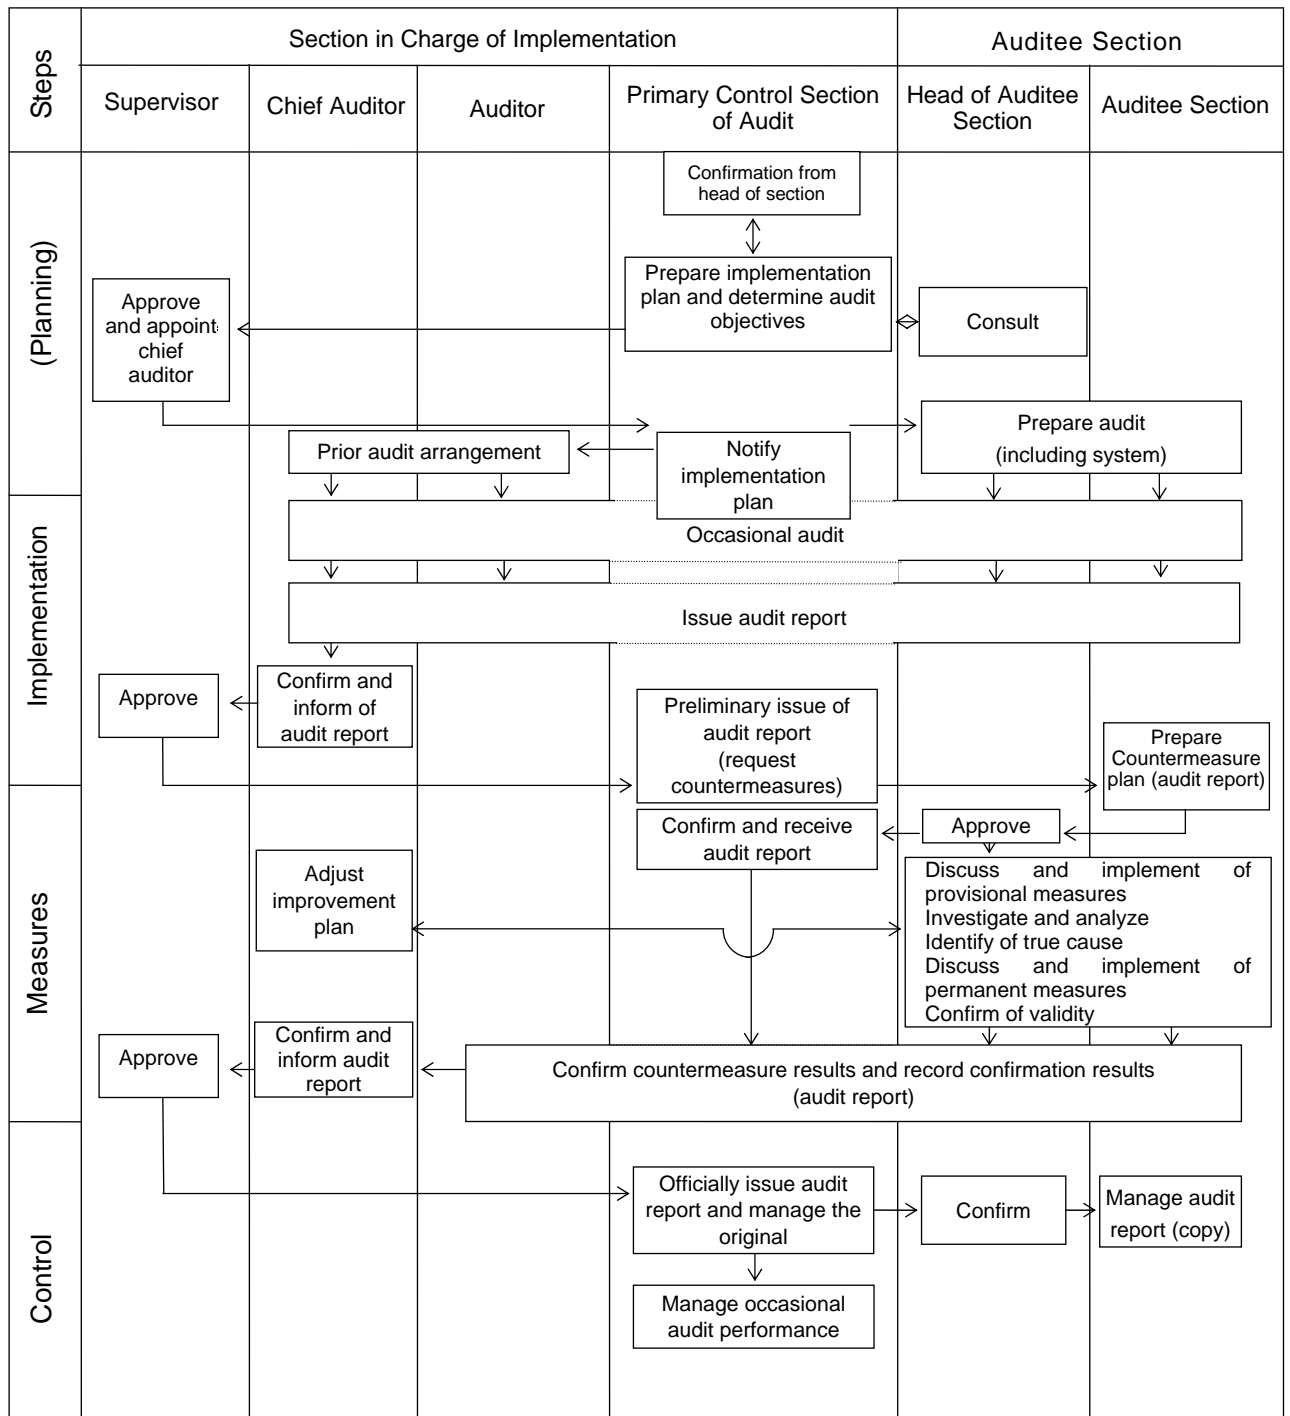 Steps
Section in Charge of Implementation
Auditee Section
Supervisor
Chief Auditor
Auditor
Primary Control Section
of Audit
Head of Auditee
Section
Auditee Section
(Planning)
Confirmation from
head of section
Prepare implementation
plan and determine audit
objectives
Approve
and appoint
chief
auditor
Consult
Prior audit arrangement
Notify
implementation
plan
Prepare audit
(including system)
Implementation
Occasional audit
Issue audit report
Approve
Confirm and
inform of
audit report
Preliminary issue of
audit report
(request
countermeasures)
Prepare
Countermeasure
plan (audit report)
Measures
Confirm and receive
audit report
Approve
Adjust
improvement
plan
Discuss and implement of
provisional measures
Investigate and analyze
Identify of true cause
Discuss and implement of
permanent measures
Confirm of validity
Approve
Confirm and
inform audit
report
Confirm countermeasure results and record confirmation results
(audit report)
Control
Officially issue audit
report and manage the
original
Confirm
Manage audit
report (copy)
Manage occasional
audit performance